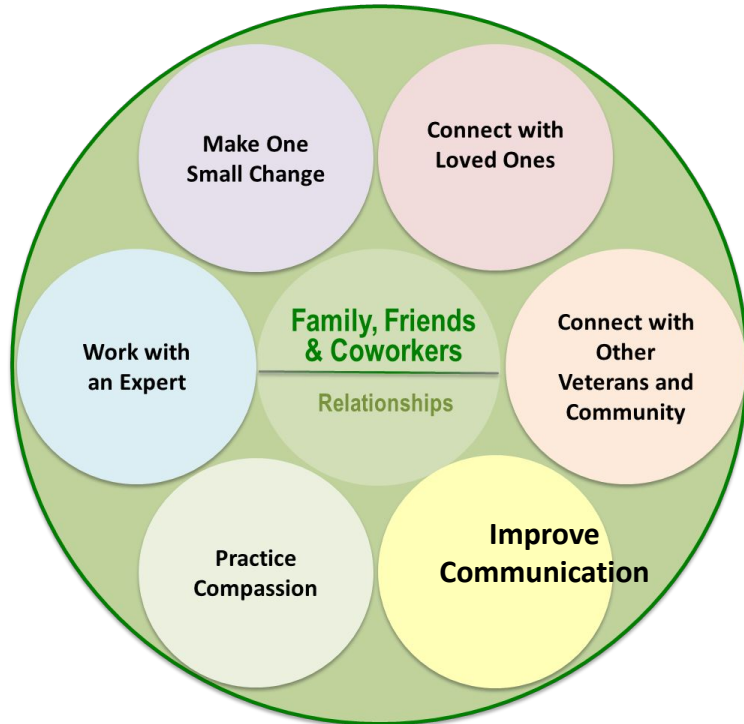 Make One
Small Change
Connect with
Loved Ones
Family, Friends
& Coworkers
Relationships
Work with
an Expert
Connect with
Other
Veterans and
Community
Practice
Compassion
Improve
Communication